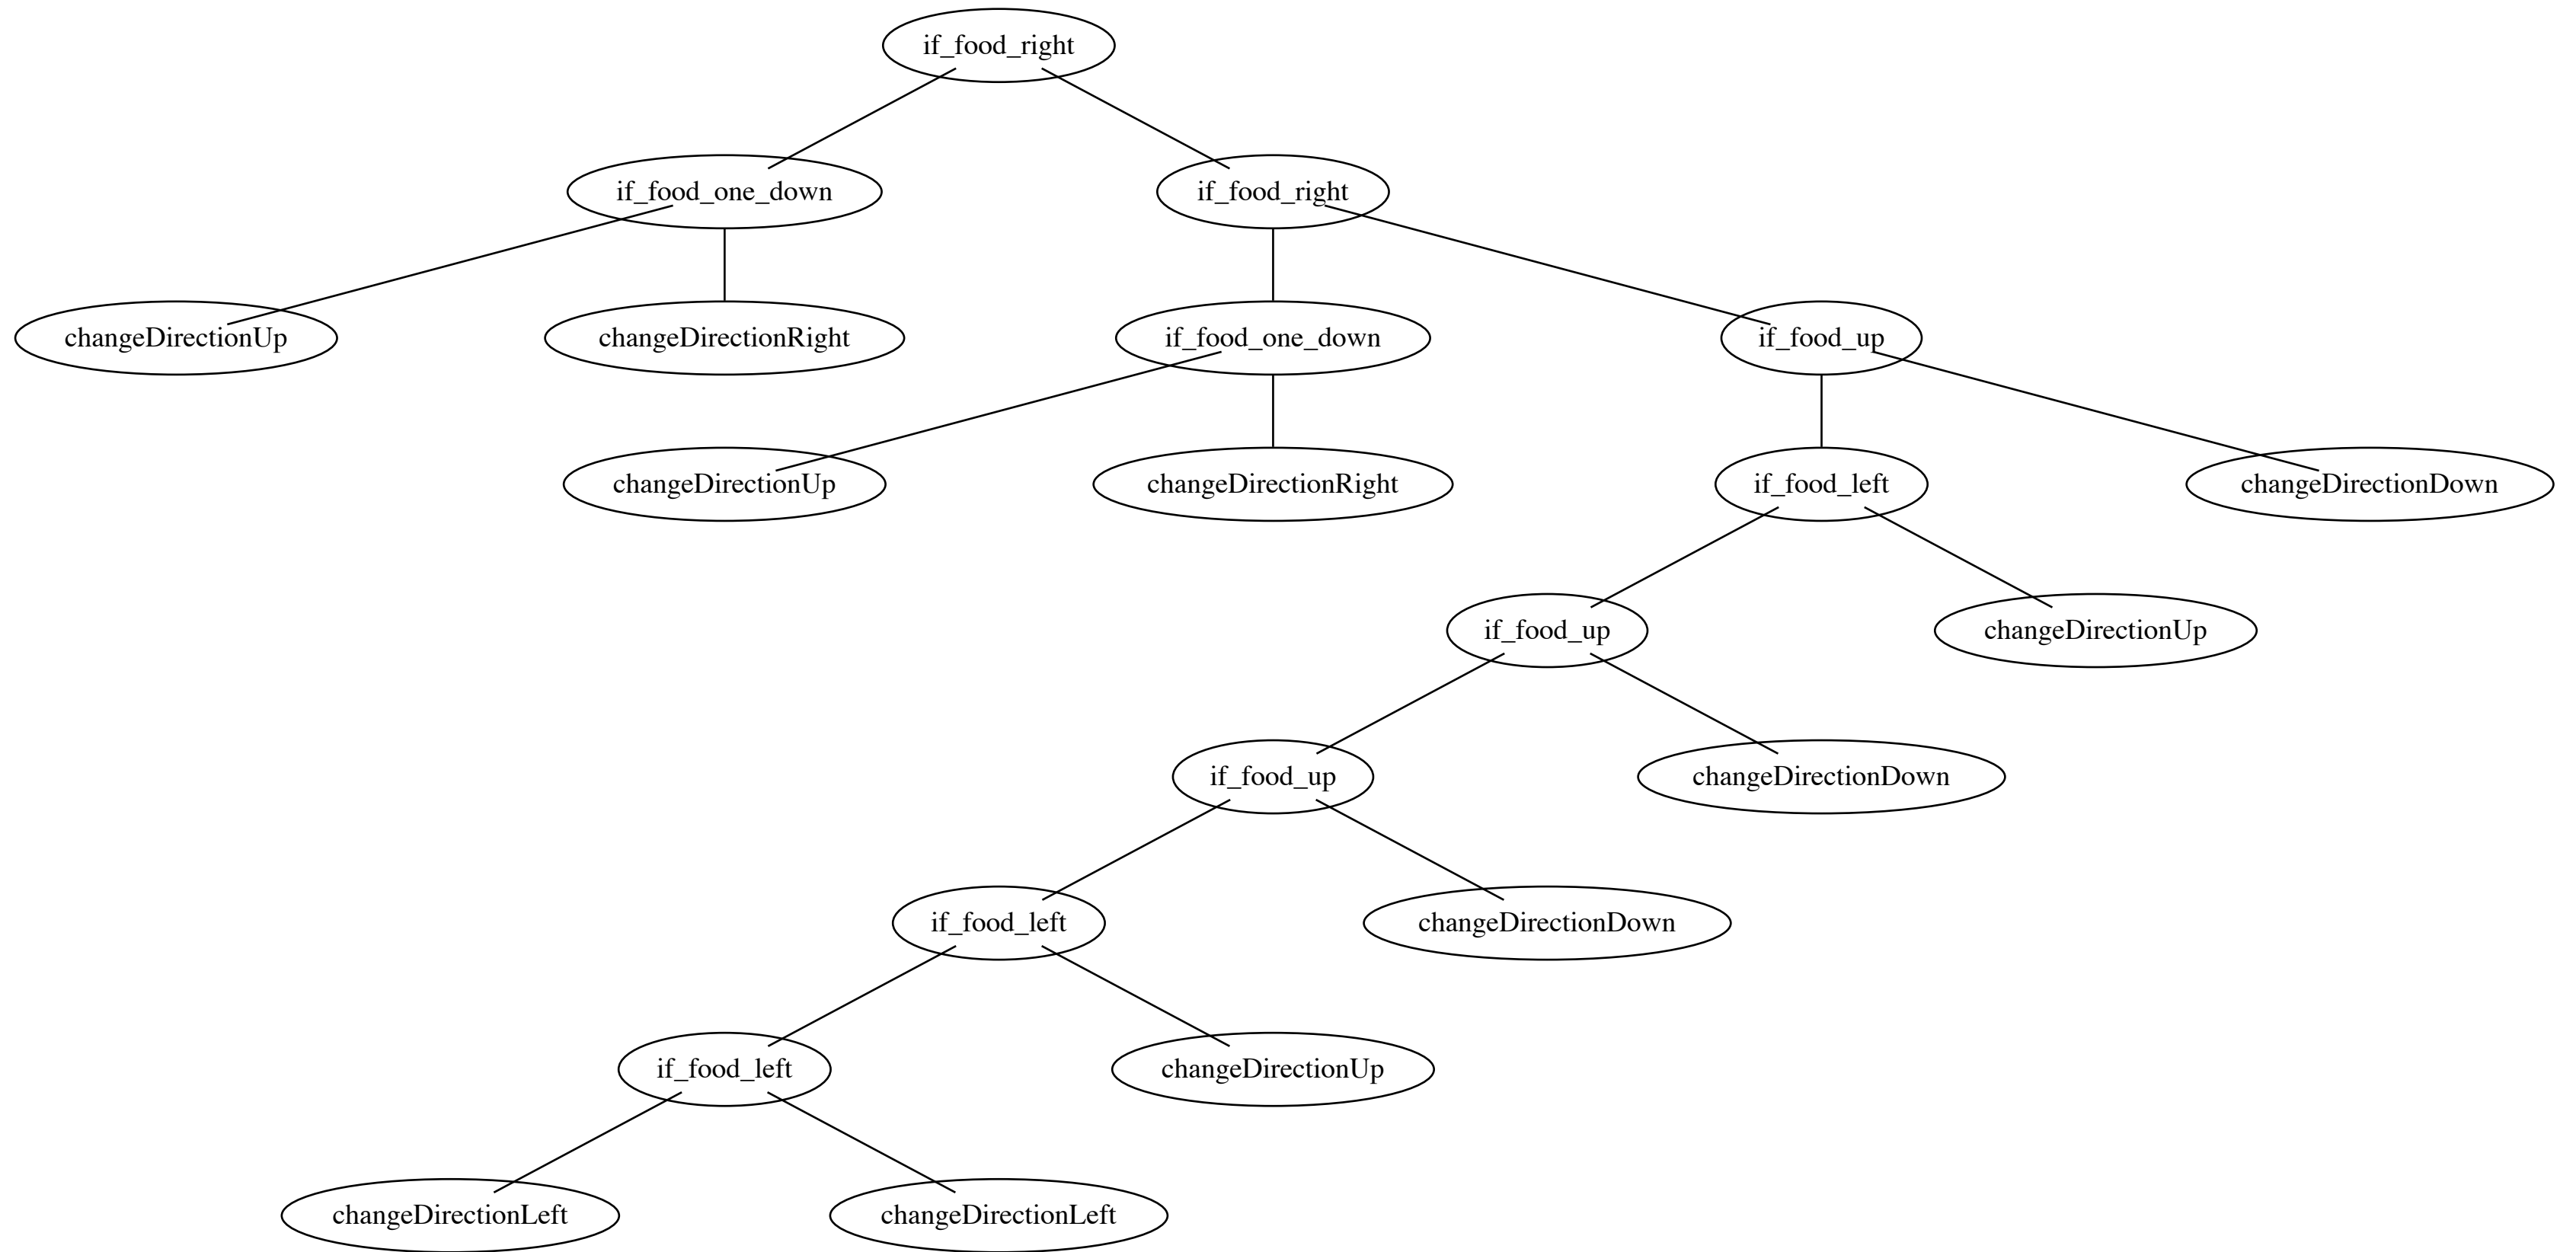 if_food_right
if_food_one_down
if_food_right
changeDirectionUp
changeDirectionRight
if_food_one_down
if_food_up
changeDirectionUp
changeDirectionRight
if_food_left
changeDirectionDown
if_food_up
changeDirectionUp
if_food_up
changeDirectionDown
if_food_left
changeDirectionDown
if_food_left
changeDirectionUp
changeDirectionLeft
changeDirectionLeft